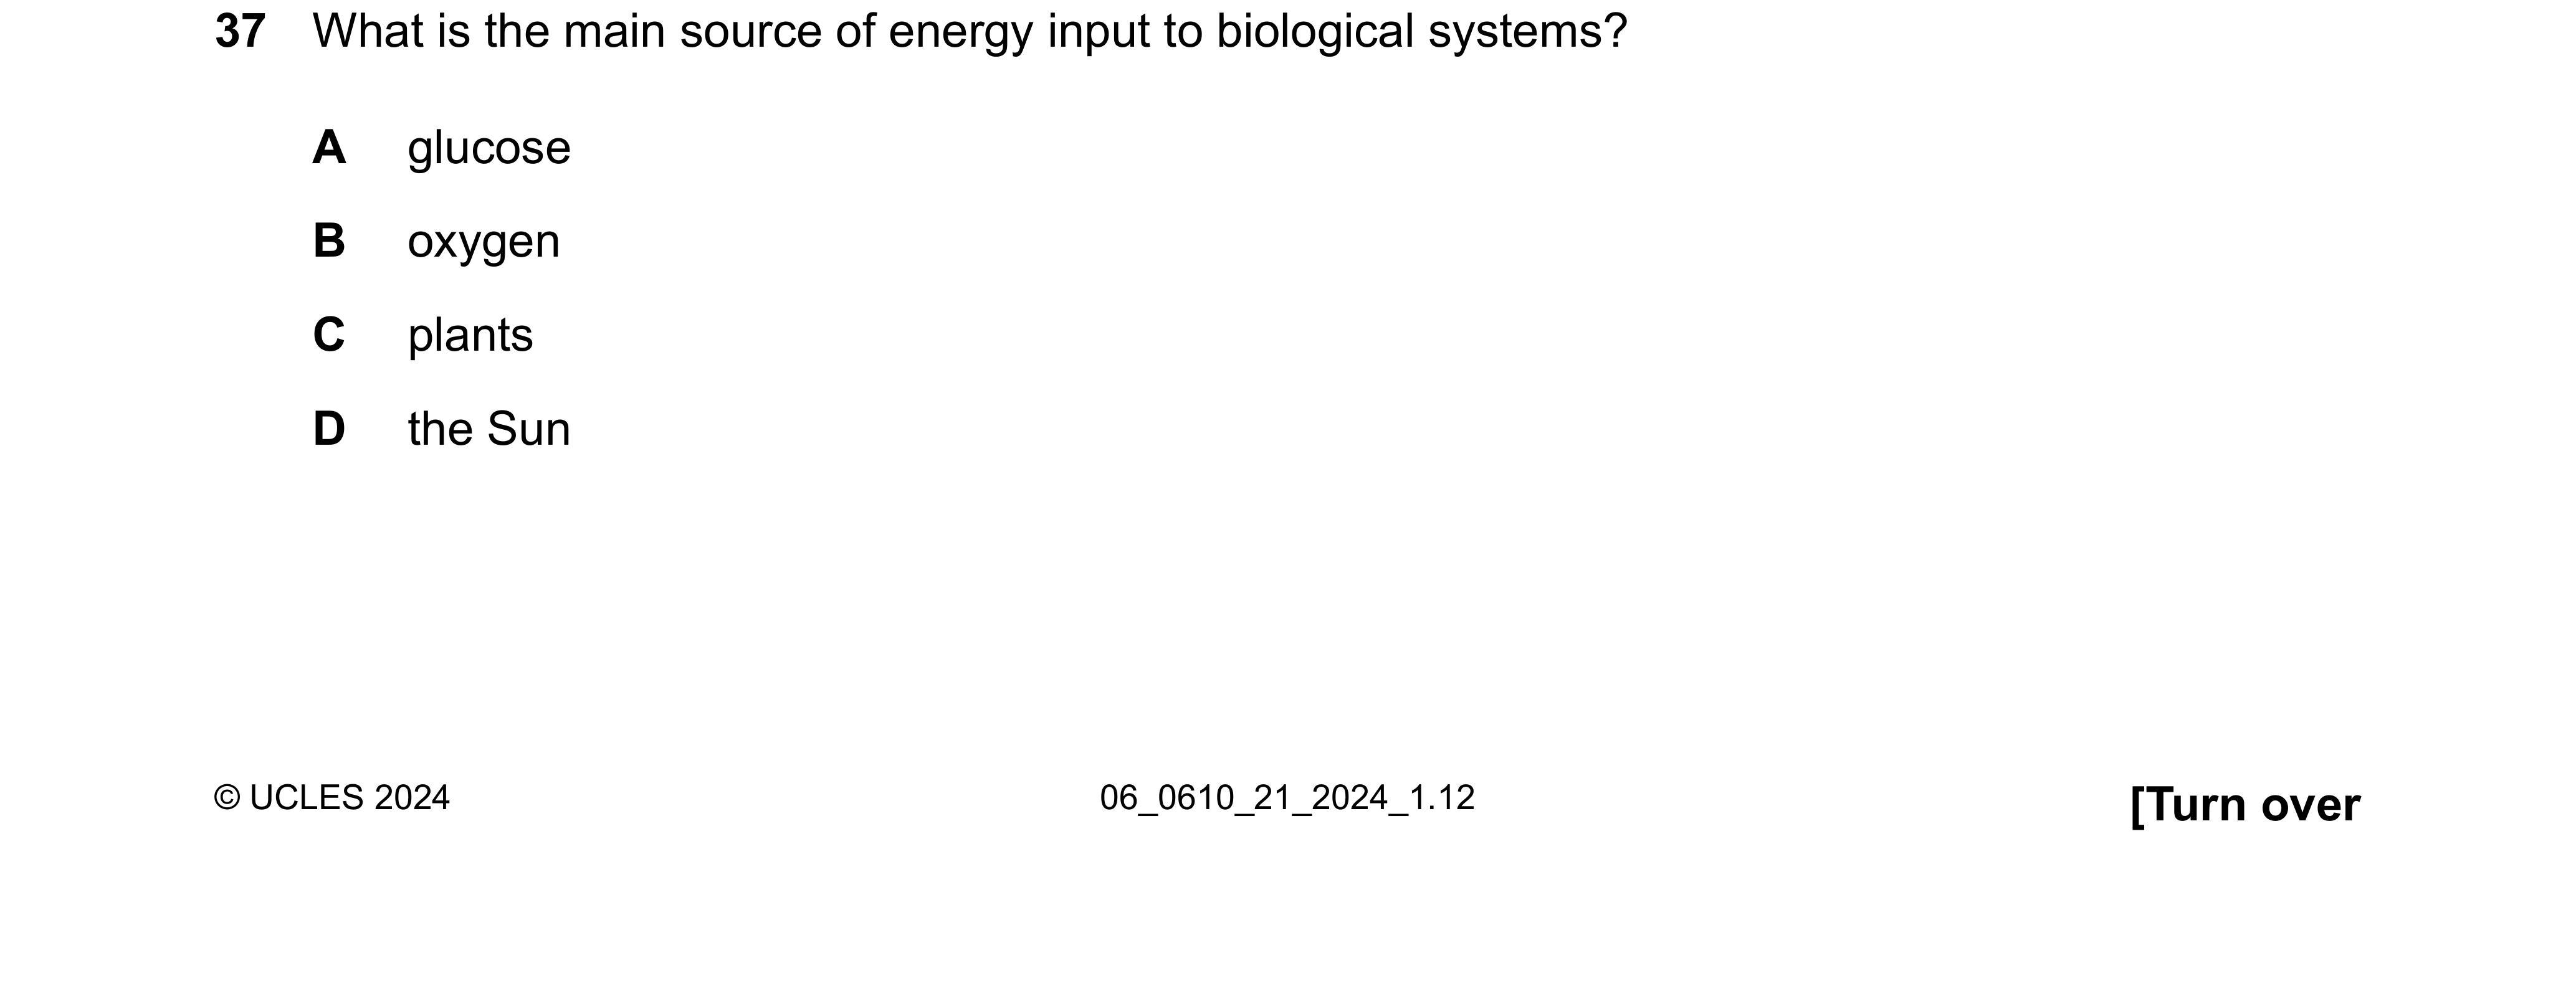 37 What is the main source of energy input to biological systems?
A glucose
B oxygen
C plants
D the Sun
© UCLES 2024 06_0610_21_2024_1.12 [Turn over